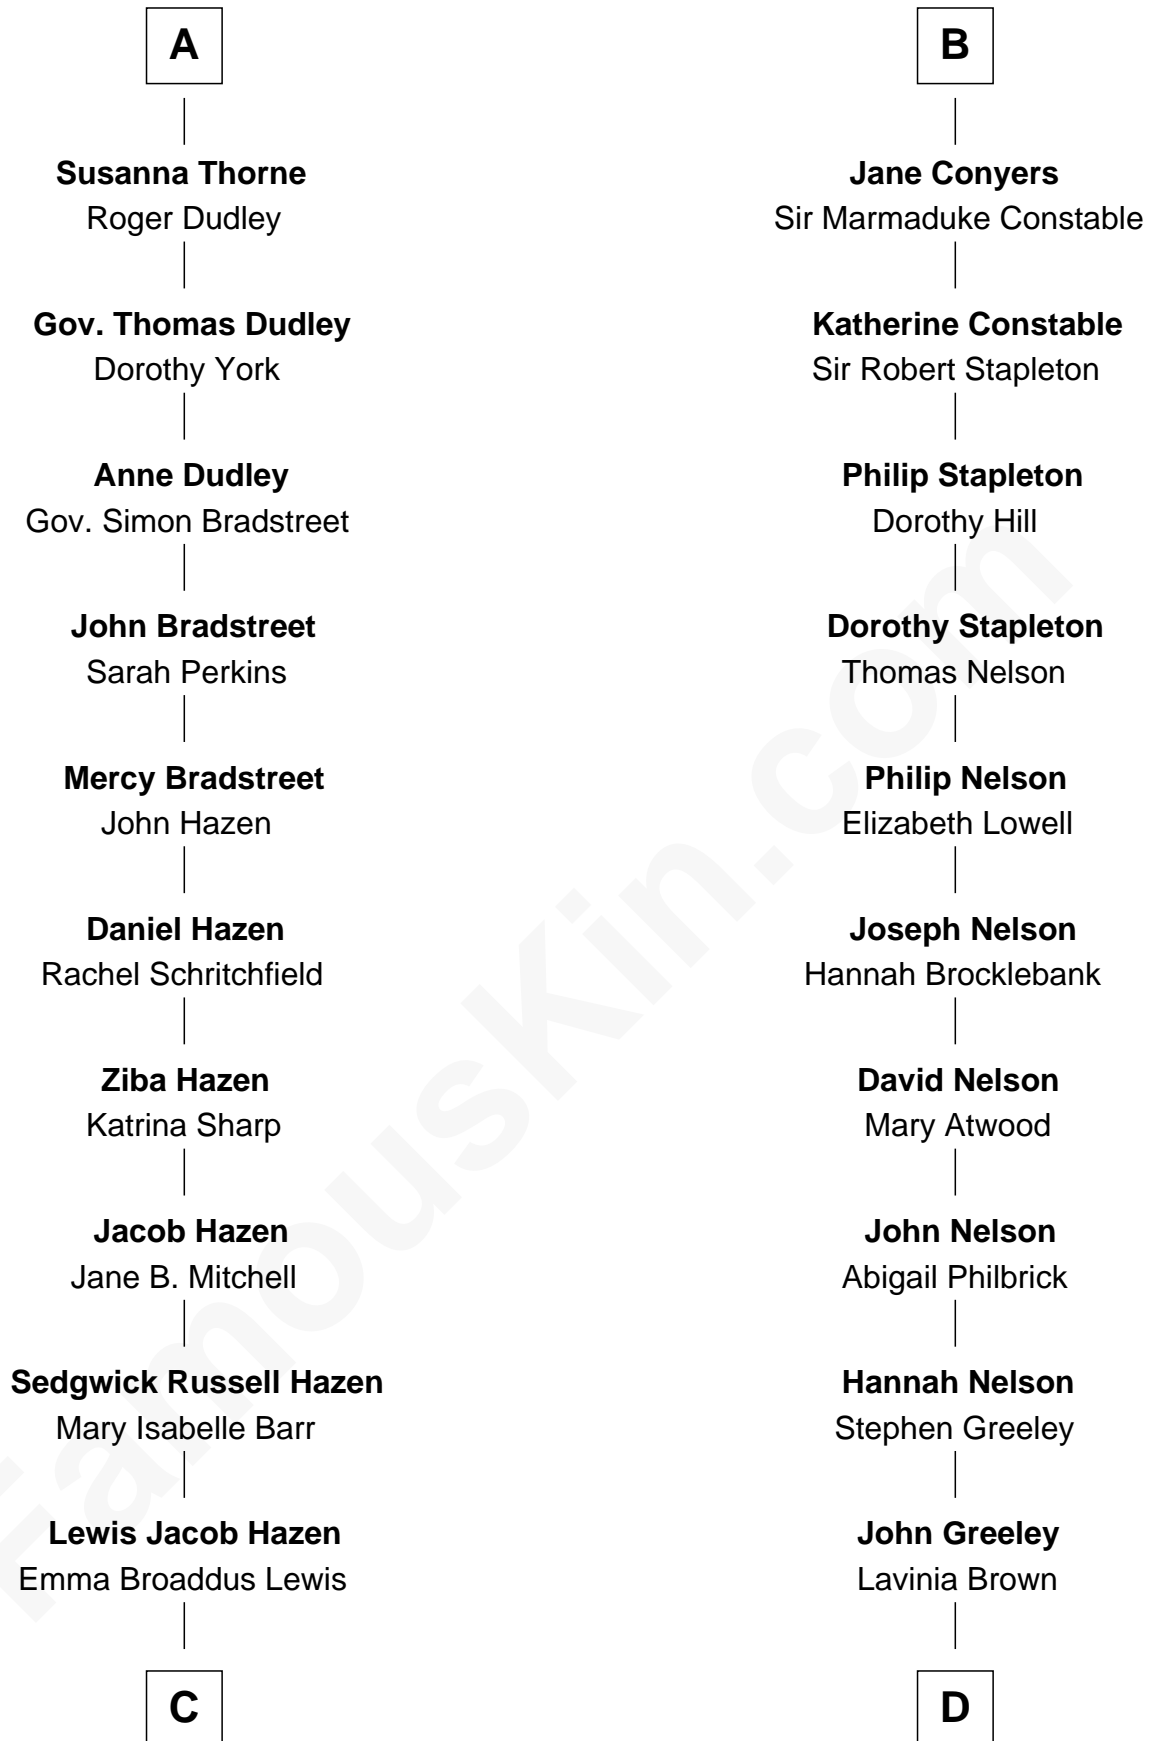 A
Susanna Thorne
Roger Dudley
Gov. Thomas Dudley
Dorothy York
Anne Dudley
Gov. Simon Bradstreet
John Bradstreet
Sarah Perkins
Mercy Bradstreet
John Hazen
Daniel Hazen
Rachel Schritchfield
Ziba Hazen
Katrina Sharp
Jacob Hazen
Jane B. Mitchell
Sedgwick Russell Hazen
Mary Isabelle Barr
Lewis Jacob Hazen
Emma Broaddus Lewis
C
B
Jane Conyers
Sir Marmaduke Constable
Katherine Constable
Sir Robert Stapleton
Philip Stapleton
Dorothy Hill
Dorothy Stapleton
Thomas Nelson
Philip Nelson
Elizabeth Lowell
Joseph Nelson
Hannah Brocklebank
David Nelson
Mary Atwood
John Nelson
Abigail Philbrick
Hannah Nelson
Stephen Greeley
John Greeley
Lavinia Brown
D
FamousKin.com